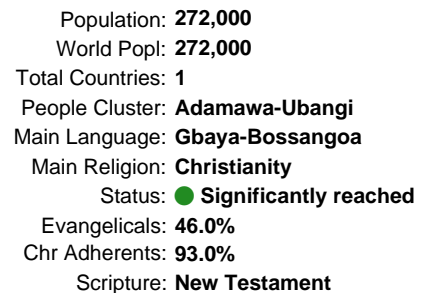 Population: 272,000
World Popl: 272,000
Total Countries: 1
People Cluster: Adamawa-Ubangi
Main Language: Gbaya-Bossangoa
Main Religion: Christianity
Status: Significantly reached
Evangelicals: 46.0%
Chr Adherents: 93.0%
Scripture: New Testament